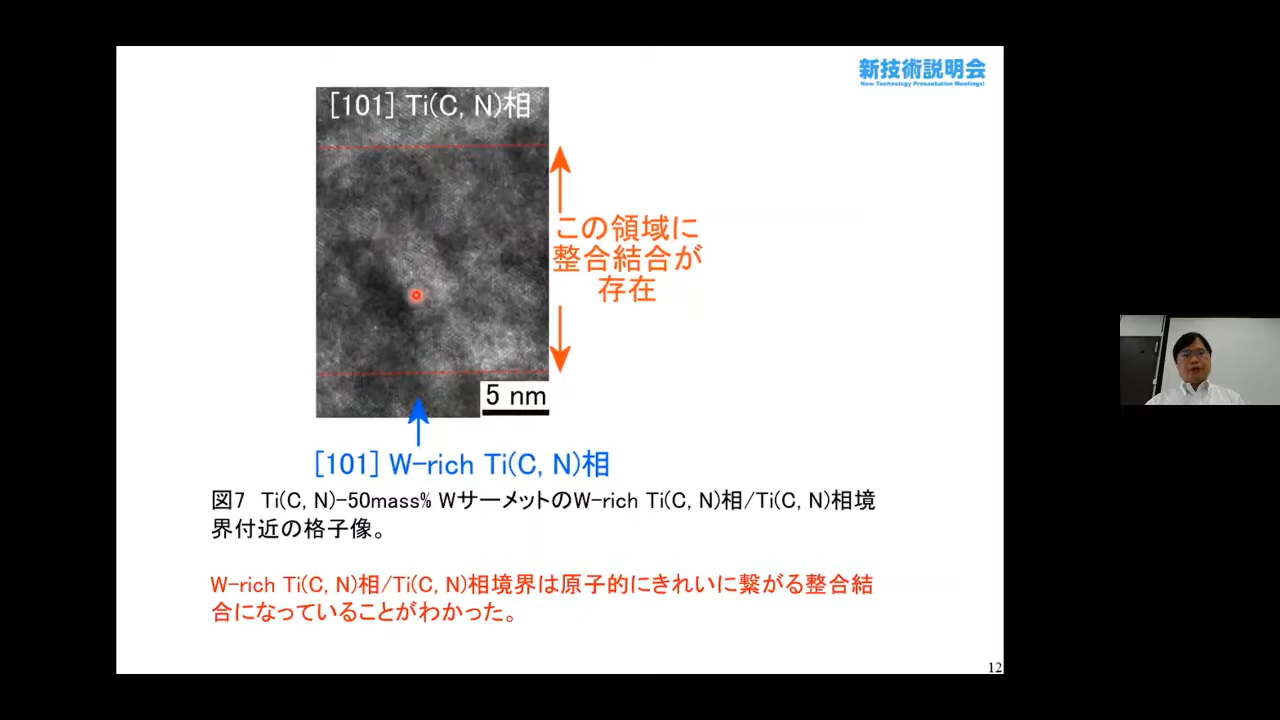 新技術説明会
New Technology Presentation Meetings!
[101] Ti(C, N)相
この領域に
整合結合が
存在
5 nm
[101] W-rich Ti(C, N)相
図7 Ti(C, N)-50mass% WサーメットのW-rich Ti(C, N)相/Ti(C, N)相境
界付近の格子像。
W-rich Ti(C, N)相/Ti(C, N)相境界は原子的にきれいに繋がる整合結
合になっていることがわかった。
12